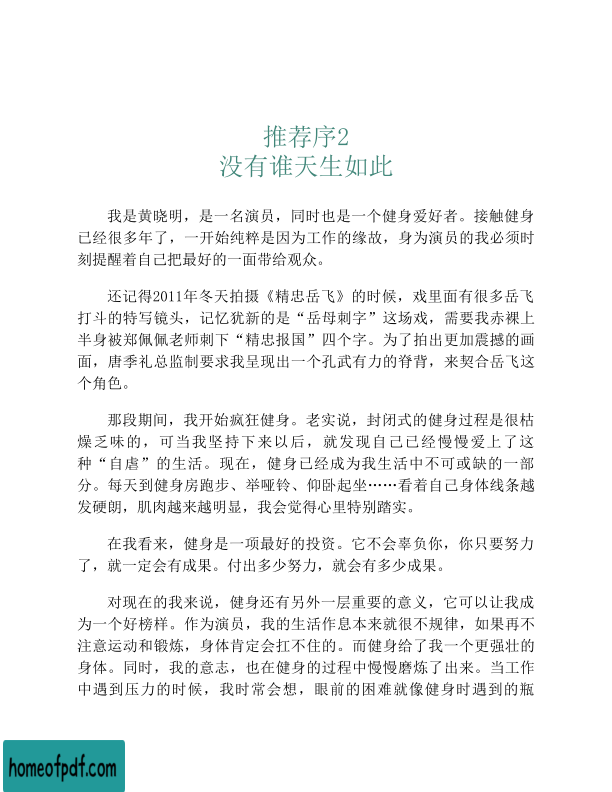 推荐序2
没有谁天生如此
我是黄晓明，是一名演员，同时也是一个健身爱好者。接触健身
已经很多年了，一开始纯粹是因为工作的缘故，身为演员的我必须时
刻提醒着自己把最好的一面带给观众。
还记得2011年冬天拍摄《精忠岳飞》的时候，戏里面有很多岳飞
打斗的特写镜头，记忆犹新的是“岳母刺字”这场戏，需要我赤裸上
半身被郑佩佩老师刺下“精忠报国”四个字。为了拍出更加震撼的画
面，唐季礼总监制要求我呈现出一个孔武有力的脊背，来契合岳飞这
个角色。
那段期间，我开始疯狂健身。老实说，封闭式的健身过程是很枯
燥乏味的，可当我坚持下来以后，就发现自己已经慢慢爱上了这
种“自虐”的生活。现在，健身已经成为我生活中不可或缺的一部
分。每天到健身房跑步、举哑铃、仰卧起坐……看着自己身体线条越
发硬朗，肌肉越来越明显，我会觉得心里特别踏实。
在我看来，健身是一项最好的投资。它不会辜负你，你只要努力
了，就一定会有成果。付出多少努力，就会有多少成果。
对现在的我来说，健身还有另外一层重要的意义，它可以让我成
为一个好榜样。作为演员，我的生活作息本来就很不规律，如果再不
注意运动和锻炼，身体肯定会扛不住的。而健身给了我一个更强壮的
身体。同时，我的意志，也在健身的过程中慢慢磨炼了出来。当工作
中遇到压力的时候，我时常会想，眼前的困难就像健身时遇到的瓶
homeofpdf.com